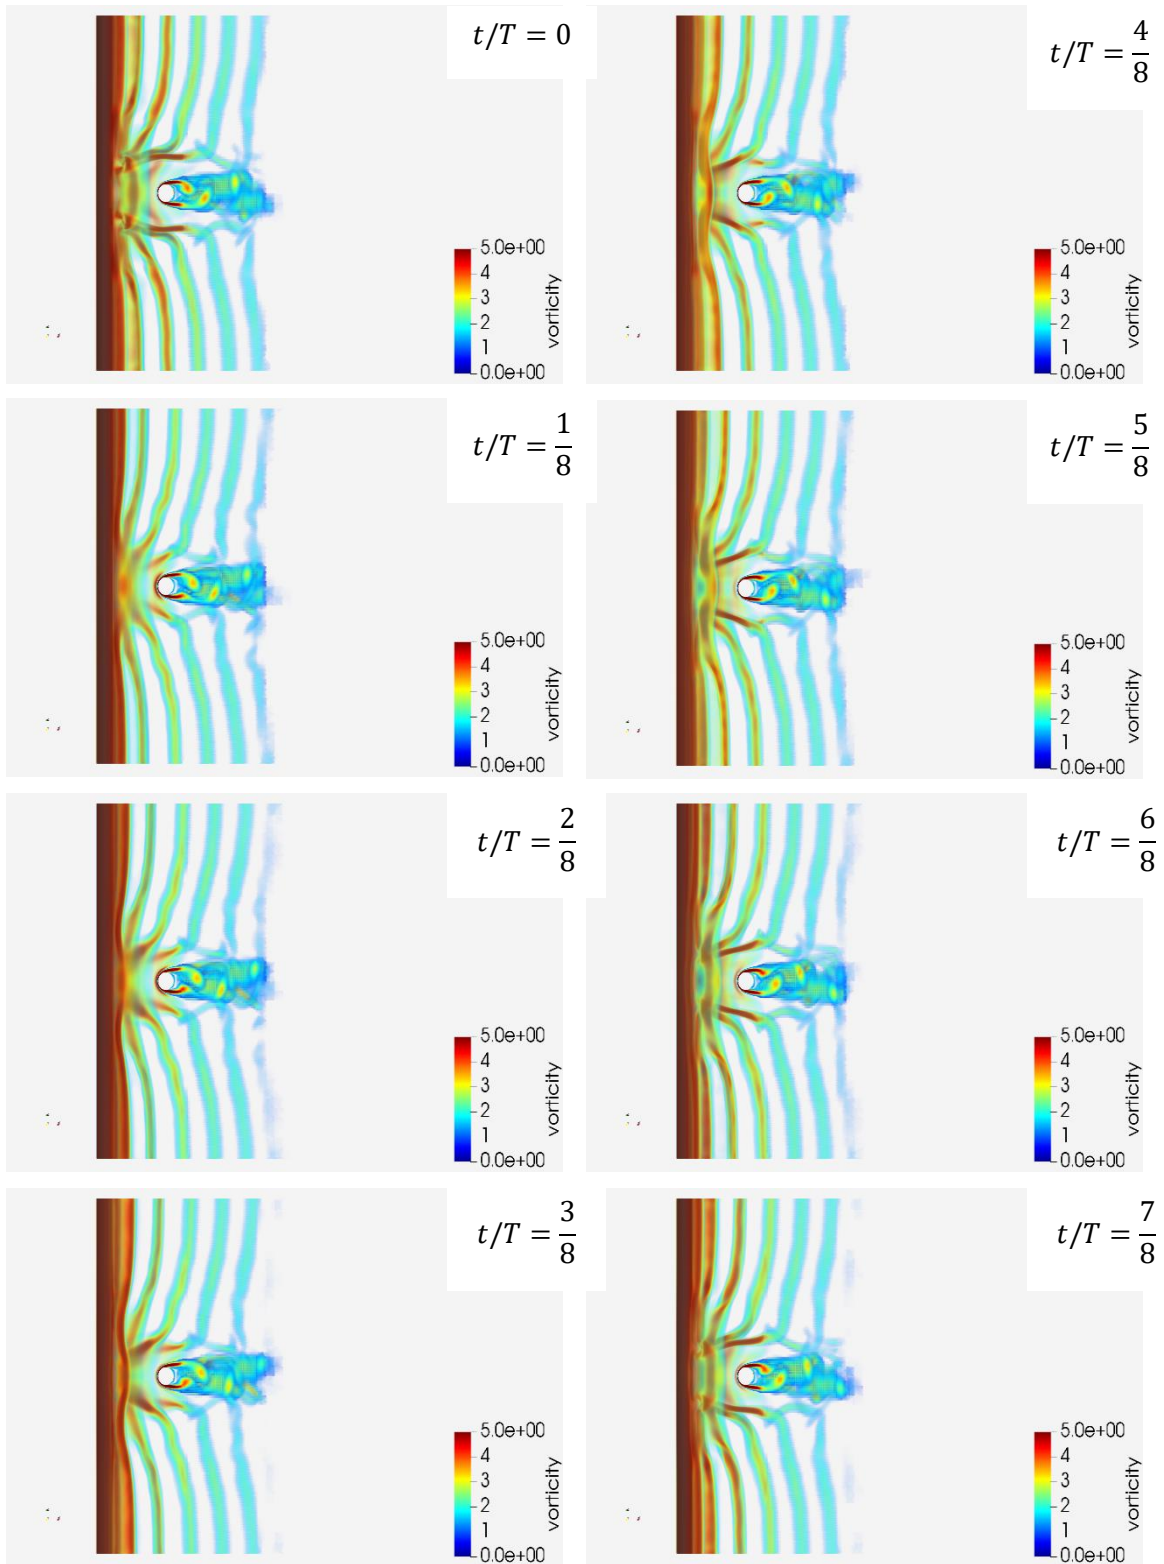 t/T = 0
5.0e+00
4
3
2
1
0.0e+00
vorticity
t/T = 4/8
5.0e+00
4
3
2
1
0.0e+00
vorticity
t/T = 1/8
5.0e+00
4
3
2
1
0.0e+00
vorticity
t/T = 5/8
5.0e+00
4
3
2
1
0.0e+00
vorticity
t/T = 2/8
5.0e+00
4
3
2
1
0.0e+00
vorticity
t/T = 6/8
5.0e+00
4
3
2
1
0.0e+00
vorticity
t/T = 3/8
5.0e+00
4
3
2
1
0.0e+00
vorticity
t/T = 7/8
5.0e+00
4
3
2
1
0.0e+00
vorticity